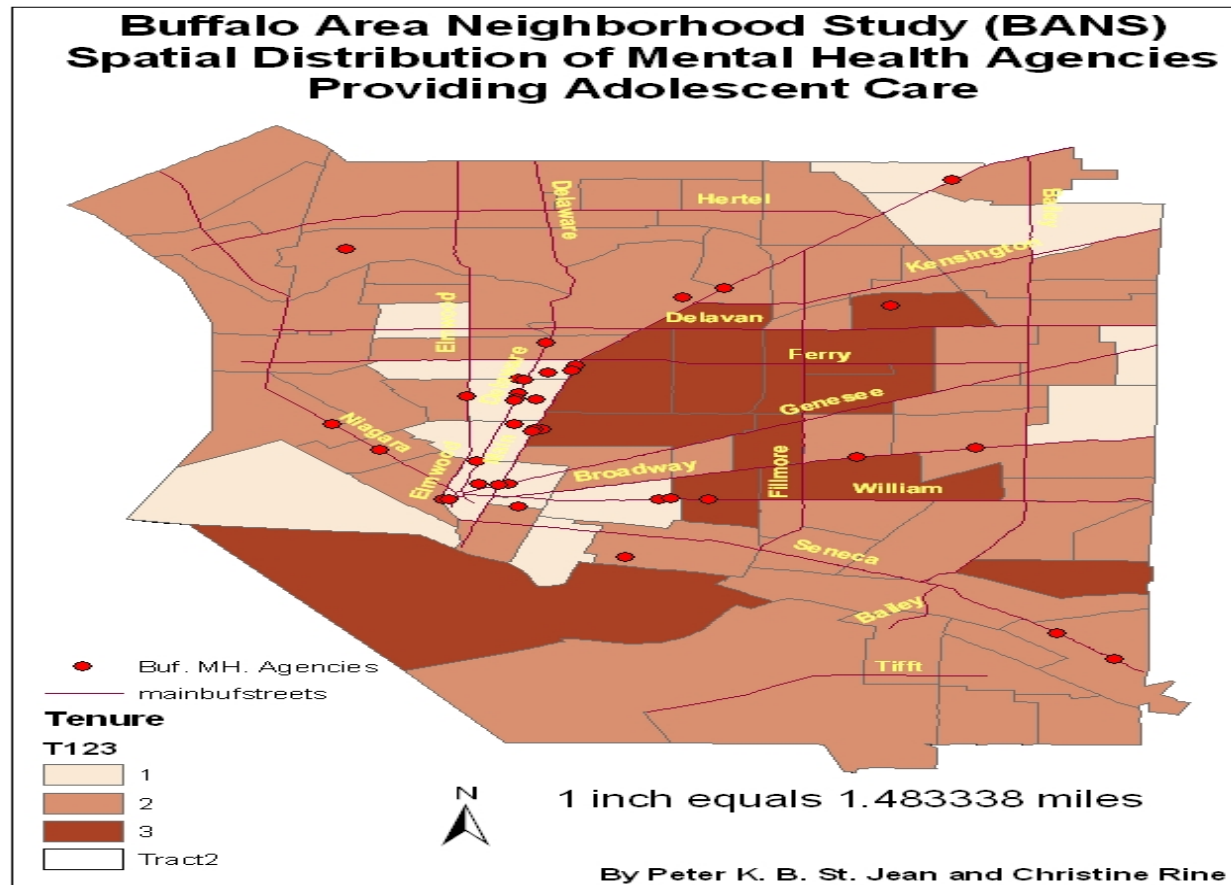 Buffalo Area Neighborhood Study (BANS)
Spatial Distribution of Mental Health Agencies
Providing Adolescent Care
Delaware
Hertel
Bailey
Kensington
Elmwood
Delavan
Delaware
Ferry
Genesee
Niagara
Main
Elmwood
Broadway
Fillmore
William
Seneca
Bailey
Tifft
Buf. MH. Agencies
mainbufstreets
Tenure
T123
1
2
3
Tract2
N
1 inch equals 1.483338 miles
By Peter K. B. St. Jean and Christine Rine